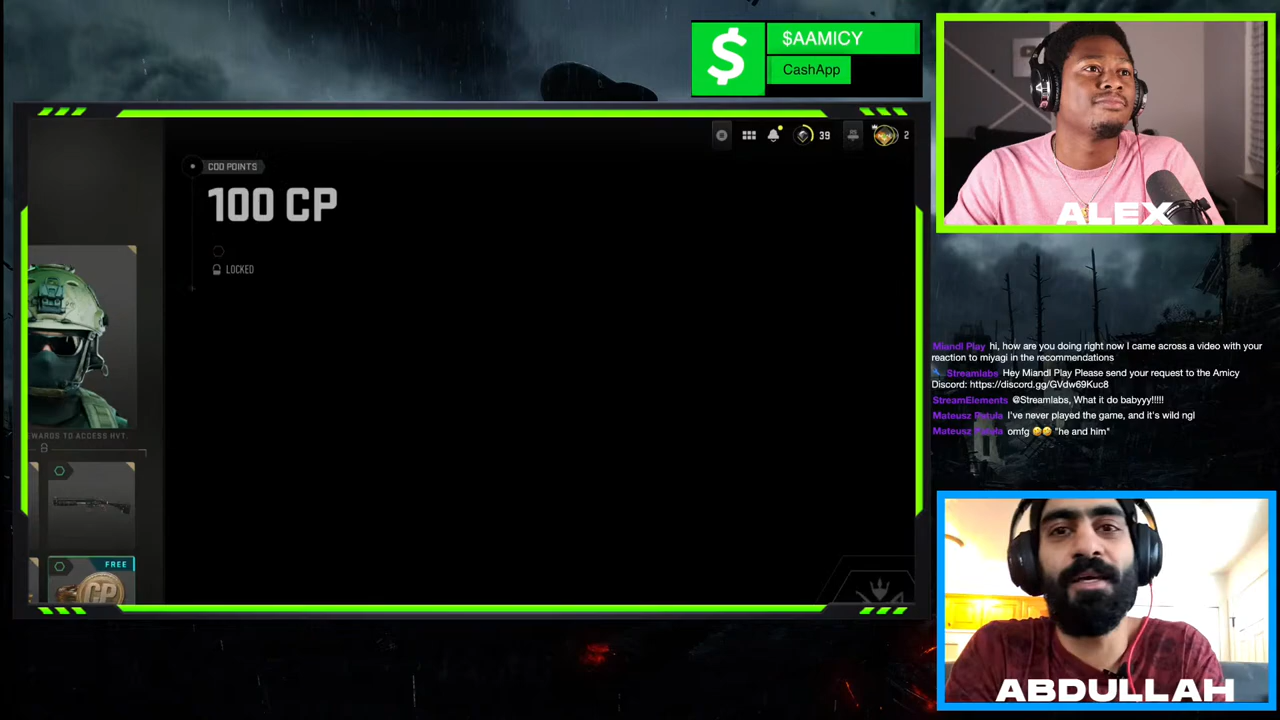 $AAMICY
CashApp
39
2
COD POINTS
100 CP
LOCKED
EWARDS TO ACCESS HYT.
FREE
CP
ALEX
Miandl Play hi, how are you doing right now I came across a video with your
reaction to miyagi in the recommendations
Streamlabs Hey Miandl Play Please send your request to the Amicy
Discord: https://discord.gg/GVdw69Kuc8
StreamElements @Streamlabs, What it do babyyy!!!!!
Mateusz Patula I've never played the game, and it's wild ngl
Mateusz Patula omfg 🤣🤣 "he and him"
ABDULLAH